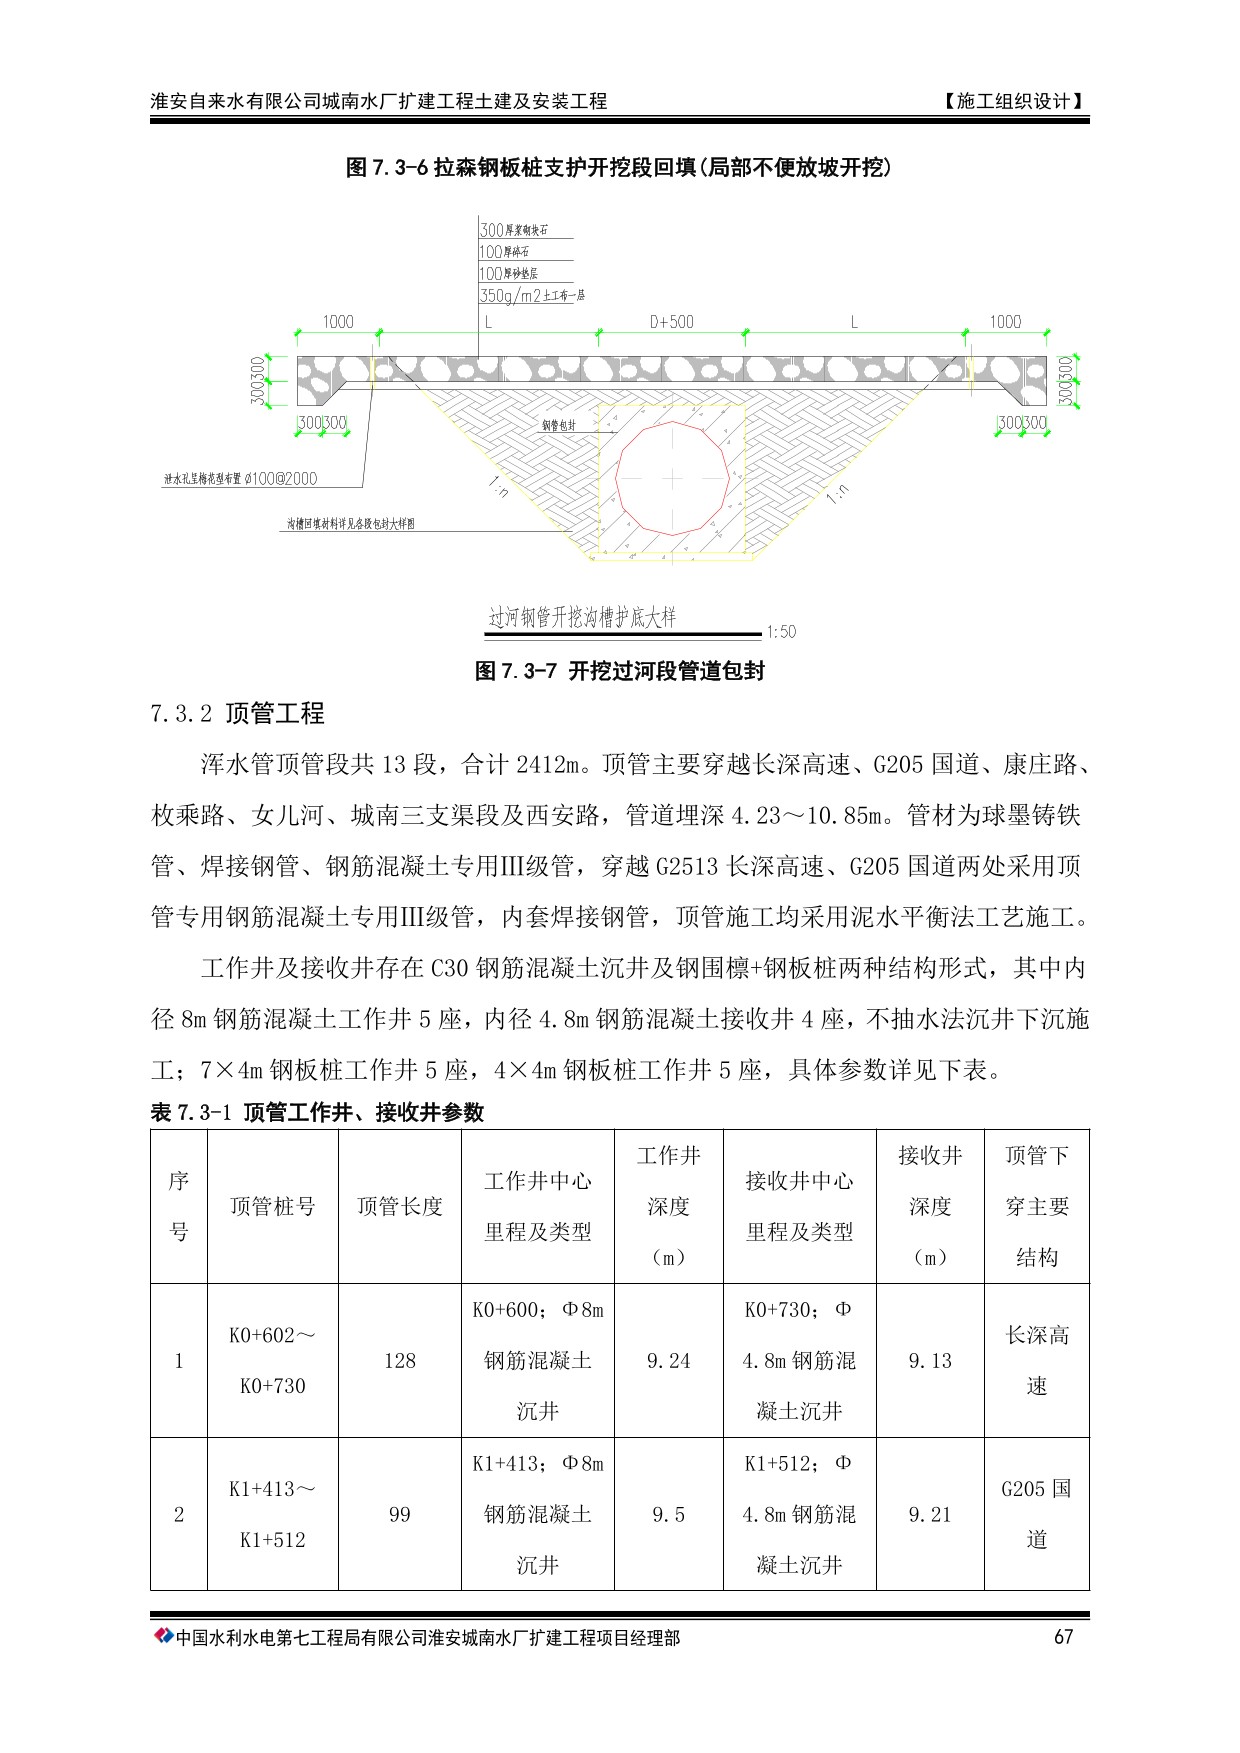 淮安自来水有限公司城南水厂扩建工程土建及安装工程 【施工组织设计】
图 7.3-6 拉森钢板桩支护开挖段回填(局部不便放坡开挖)
300厚浆砌块石
100厚碎石
100厚砂垫层
350g/m2土工布一层
1000 L D+500 L 1000
300300
300300
钢管包封
300300
300300
泄水孔呈梅花型布置 Ø100@2000
1:n
1:n
沟槽回填材料详见各段包封大样图
过河钢管开挖沟槽护底大样
1:50
图 7.3-7 开挖过河段管道包封
7.3.2 顶管工程
浑水管顶管段共 13 段，合计 2412m。顶管主要穿越长深高速、G205 国道、康庄路、
枚乘路、女儿河、城南三支渠段及西安路，管道埋深 4.23～10.85m。管材为球墨铸铁
管、焊接钢管、钢筋混凝土专用Ⅲ级管，穿越 G2513 长深高速、G205 国道两处采用顶
管专用钢筋混凝土专用Ⅲ级管，内套焊接钢管，顶管施工均采用泥水平衡法工艺施工。
工作井及接收井存在 C30 钢筋混凝土沉井及钢围檩+钢板桩两种结构形式，其中内
径 8m 钢筋混凝土工作井 5 座，内径 4.8m 钢筋混凝土接收井 4 座，不抽水法沉井下沉施
工；7×4m 钢板桩工作井 5 座，4×4m 钢板桩工作井 5 座，具体参数详见下表。
表 7.3-1 顶管工作井、接收井参数
序
号
顶管桩号
顶管长度
工作井中心
里程及类型
工作井
深度
（m）
接收井中心
里程及类型
接收井
深度
（m）
顶管下
穿主要
结构
1
K0+602～
K0+730
128
K0+600；Φ8m
钢筋混凝土
沉井
9.24
K0+730；Φ
4.8m 钢筋混
凝土沉井
9.13
长深高
速
2
K1+413～
K1+512
99
K1+413；Φ8m
钢筋混凝土
沉井
9.5
K1+512；Φ
4.8m 钢筋混
凝土沉井
9.21
G205 国
道
中国水利水电第七工程局有限公司淮安城南水厂扩建工程项目经理部 67